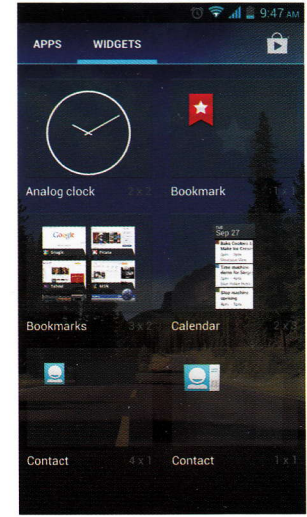 9:47 AM
APPS WIDGETS
Analog clock 2 x 2
Bookmark 1 x 1
Google
Bookmarks 3 x 2
Sep 27
Calendar 2 x 3
Contact 4 x 1
Contact 1 x 1